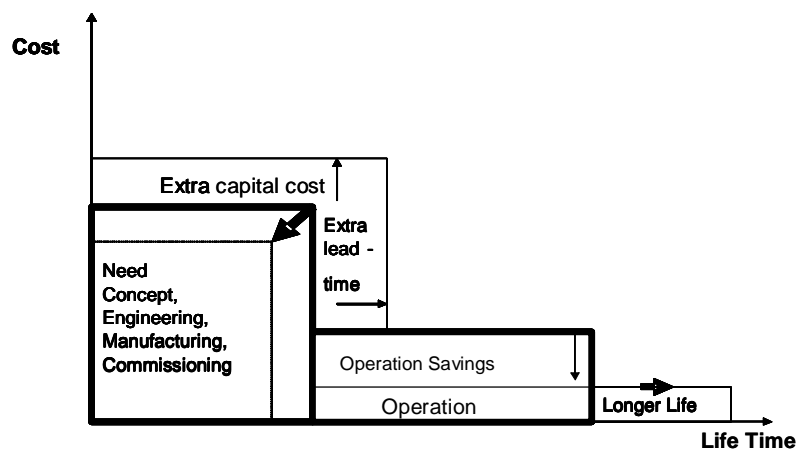 Cost
Extra capital cost
Extra
lead -
time
Need
Concept,
Engineering,
Manufacturing,
Commissioning
Operation Savings
Operation
Longer Life
Life Time